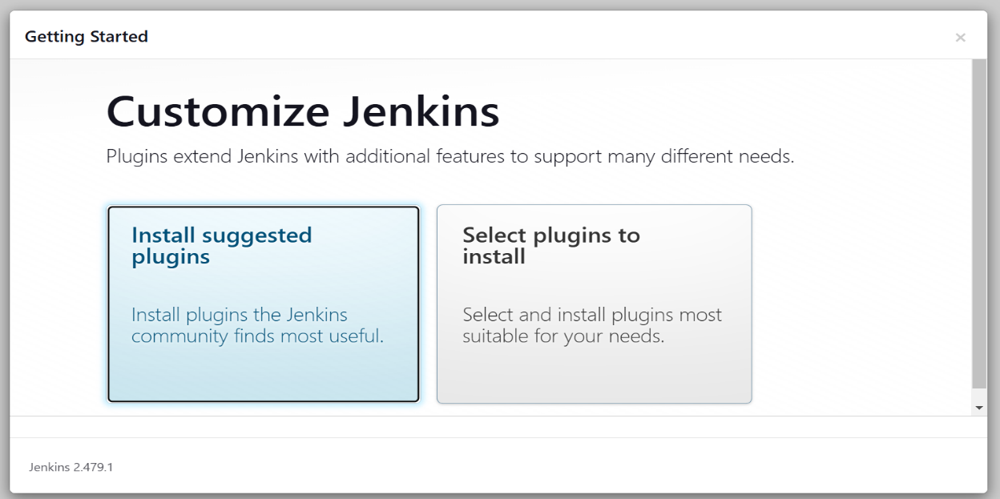 Getting Started
×
Customize Jenkins
Plugins extend Jenkins with additional features to support many different needs.
Install suggested
plugins
Install plugins the Jenkins
community finds most useful.
Select plugins to
install
Select and install plugins most
suitable for your needs.
Jenkins 2.479.1